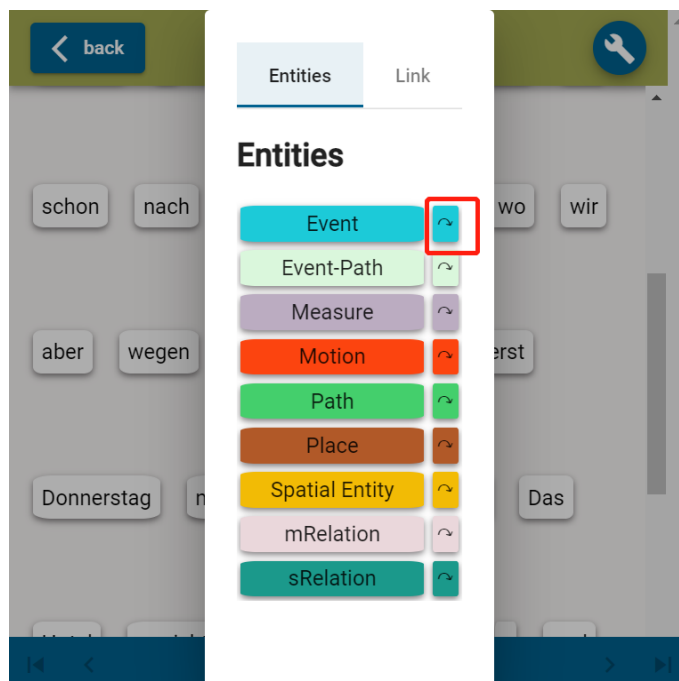 back
Entities Link
Entities
schon nach wo wir
Event
Event-Path
Measure
aber wegen erst
Motion
Path
Place
Donnerstag Das
Spatial Entity
mRelation
sRelation